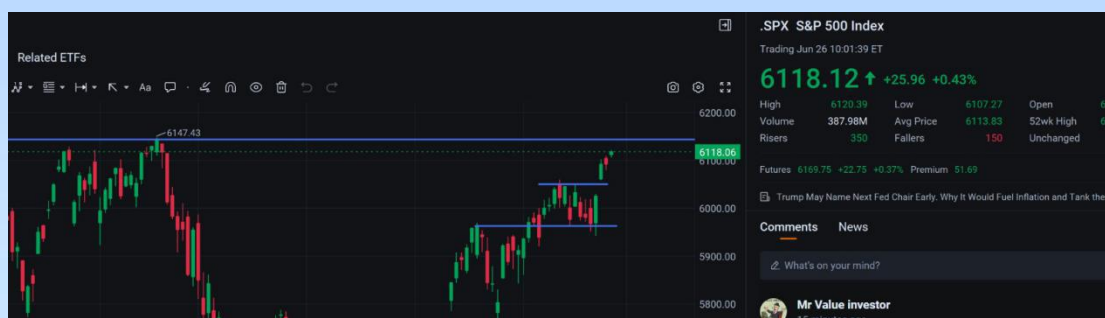 Related ETFs
Aa
6147.43
6200.00
6118.06
6100.00
6000.00
5900.00
5800.00
.SPX S&P 500 Index
Trading Jun 26 10:01:39 ET
6118.12 +25.96 +0.43%
High 6120.39 Low 6107.27 Open 6
Volume 387.98M Avg Price 6113.83 52wk High 6
Risers 350 Fallers 150 Unchanged
Futures 6169.75 +22.75 +0.37% Premium 51.69
Trump May Name Next Fed Chair Early. Why It Would Fuel Inflation and Tank the
Comments News
What's on your mind?
Mr Value investor